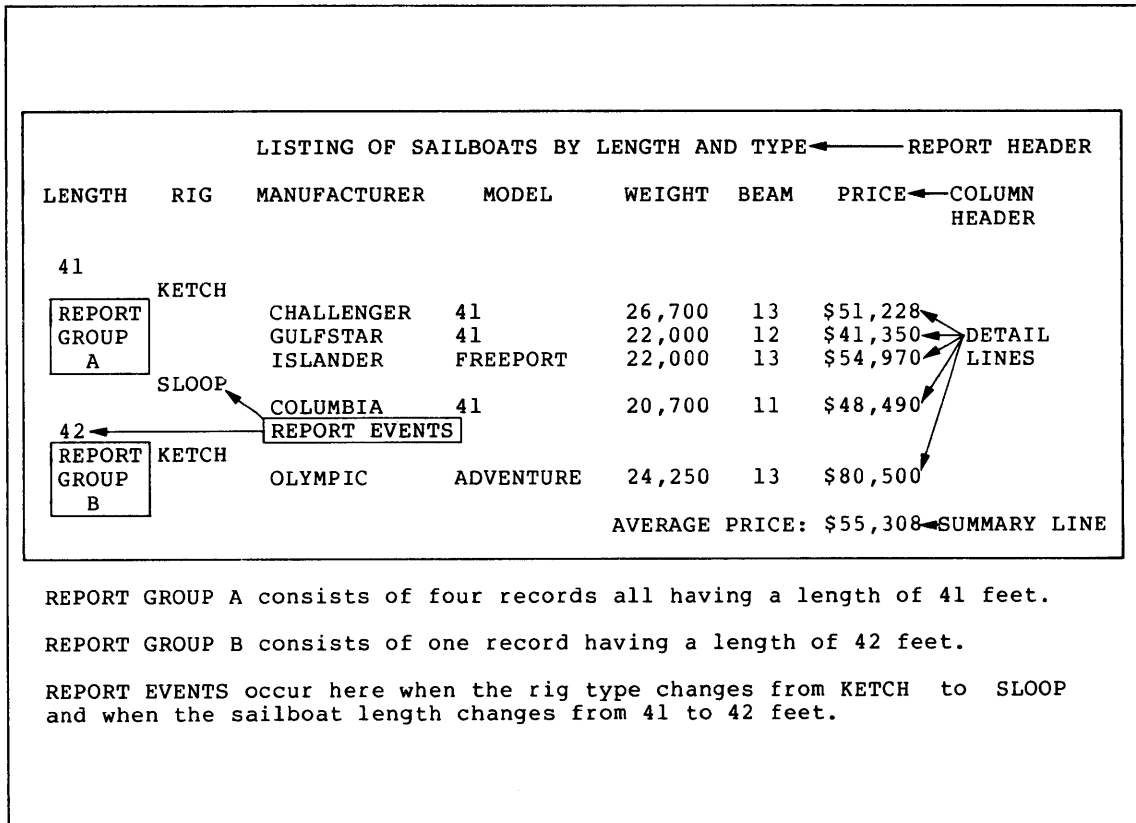 LISTING OF SAILBOATS BY LENGTH AND TYPE REPORT HEADER
LENGTH RIG MANUFACTURER MODEL WEIGHT BEAM PRICE COLUMN
HEADER
41
KETCH
REPORT CHALLENGER 41 26,700 13 $51,228
GROUP GULFSTAR 41 22,000 12 $41,350 DETAIL
A ISLANDER FREEPORT 22,000 13 $54,970 LINES
SLOOP
COLUMBIA 41 20,700 11 $48,490
42 REPORT EVENTS
REPORT KETCH
GROUP OLYMPIC ADVENTURE 24,250 13 $80,500
B
AVERAGE PRICE: $55,308 SUMMARY LINE
REPORT GROUP A consists of four records all having a length of 41 feet.
REPORT GROUP B consists of one record having a length of 42 feet.
REPORT EVENTS occur here when the rig type changes from KETCH to SLOOP
and when the sailboat length changes from 41 to 42 feet.